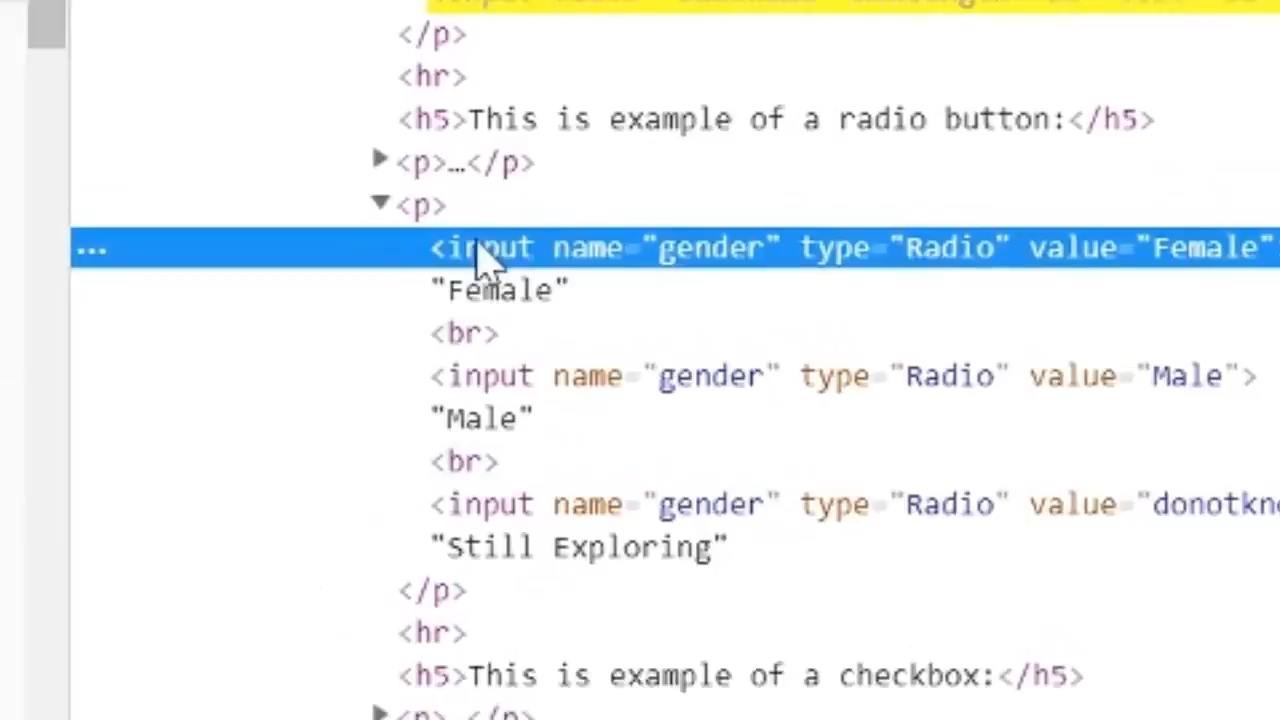 </p>
<hr>
<h5>This is example of a radio button:</h5>
<p>…</p>
<p>
<input name="gender" type="Radio" value="Female"
"Female"
<br>
<input name="gender" type="Radio" value="Male">
"Male"
<br>
<input name="gender" type="Radio" value="donotkn
"Still Exploring"
</p>
<hr>
<h5>This is example of a checkbox:</h5>